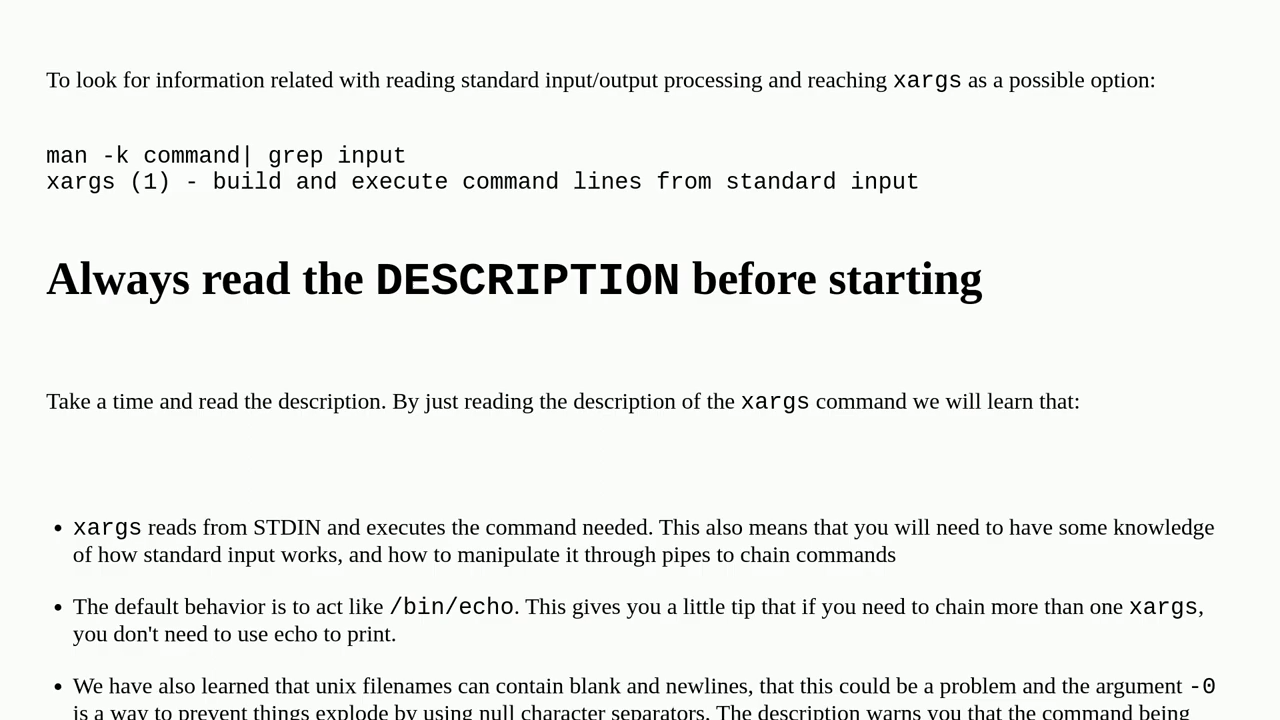 To look for information related with reading standard input/output processing and reaching xargs as a possible option:
man -k command| grep input
xargs (1) - build and execute command lines from standard input
Always read the DESCRIPTION before starting
Take a time and read the description. By just reading the description of the xargs command we will learn that:
• xargs reads from STDIN and executes the command needed. This also means that you will need to have some knowledge
of how standard input works, and how to manipulate it through pipes to chain commands
• The default behavior is to act like /bin/echo. This gives you a little tip that if you need to chain more than one xargs,
you don't need to use echo to print.
• We have also learned that unix filenames can contain blank and newlines, that this could be a problem and the argument -0
is a way to prevent things explode by using null character separators. The description warns you that the command being